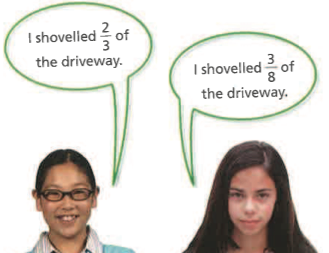 I shovelled 2/3 of
the driveway.
I shovelled 3/8 of
the driveway.